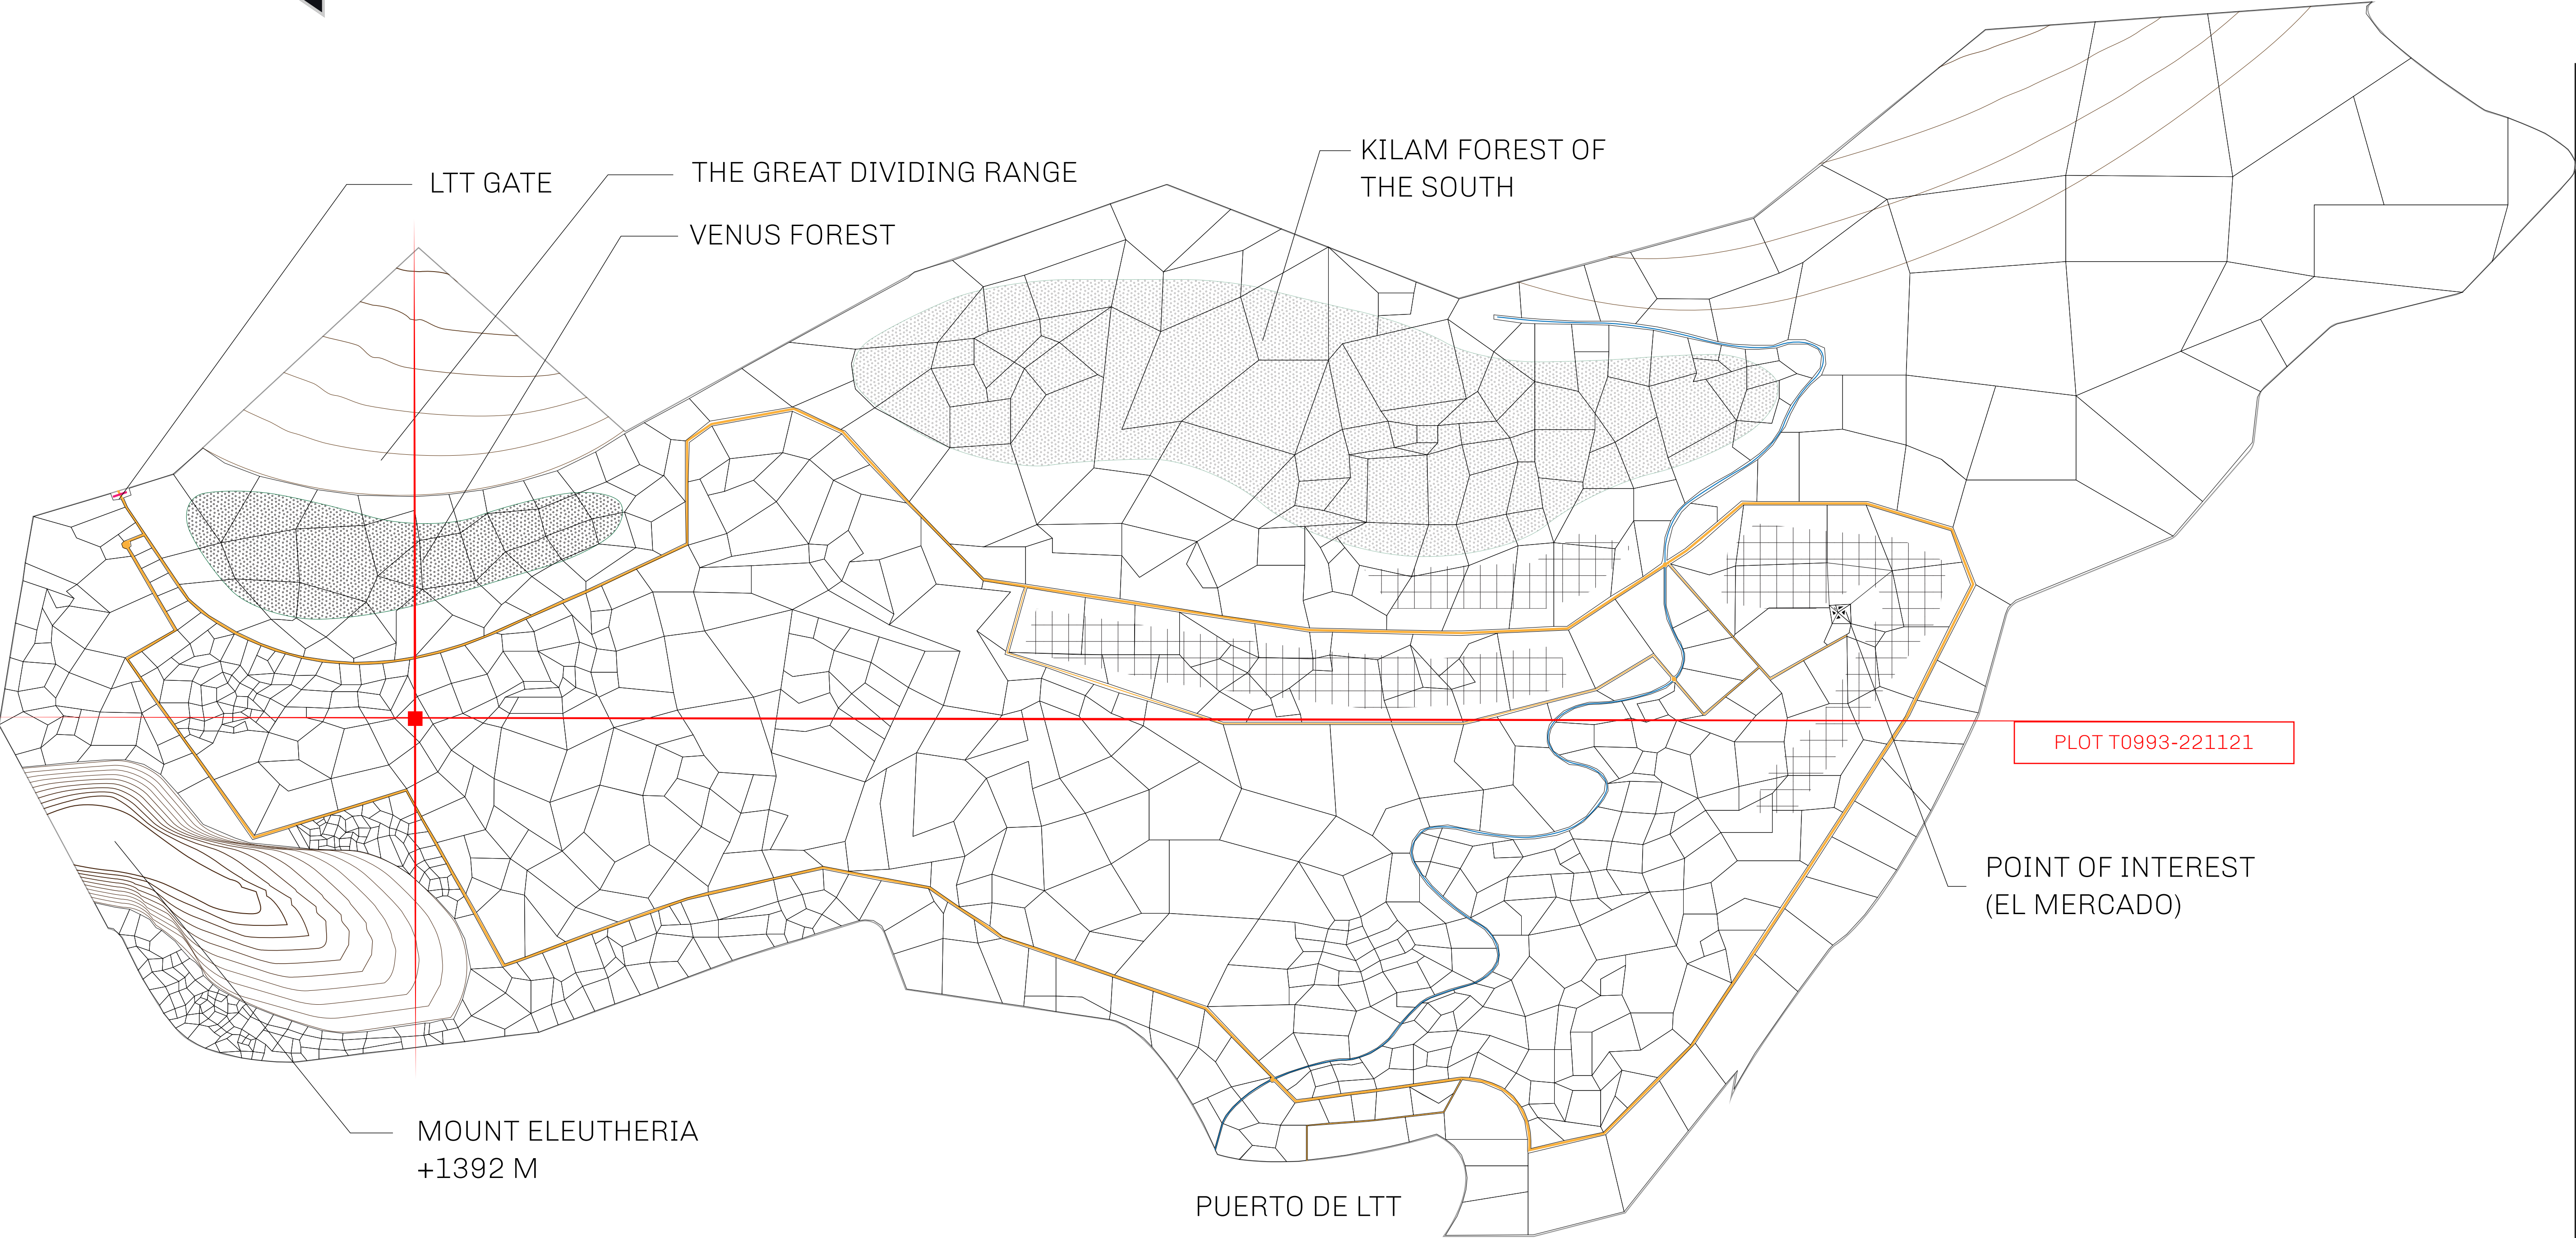 LTT GATE
THE GREAT DIVIDING RANGE
VENUS FOREST
KILAM FOREST OF
THE SOUTH
PLOT T0993-221121
POINT OF INTEREST
(EL MERCADO)
MOUNT ELEUTHERIA
+1392 M
PUERTO DE LTT